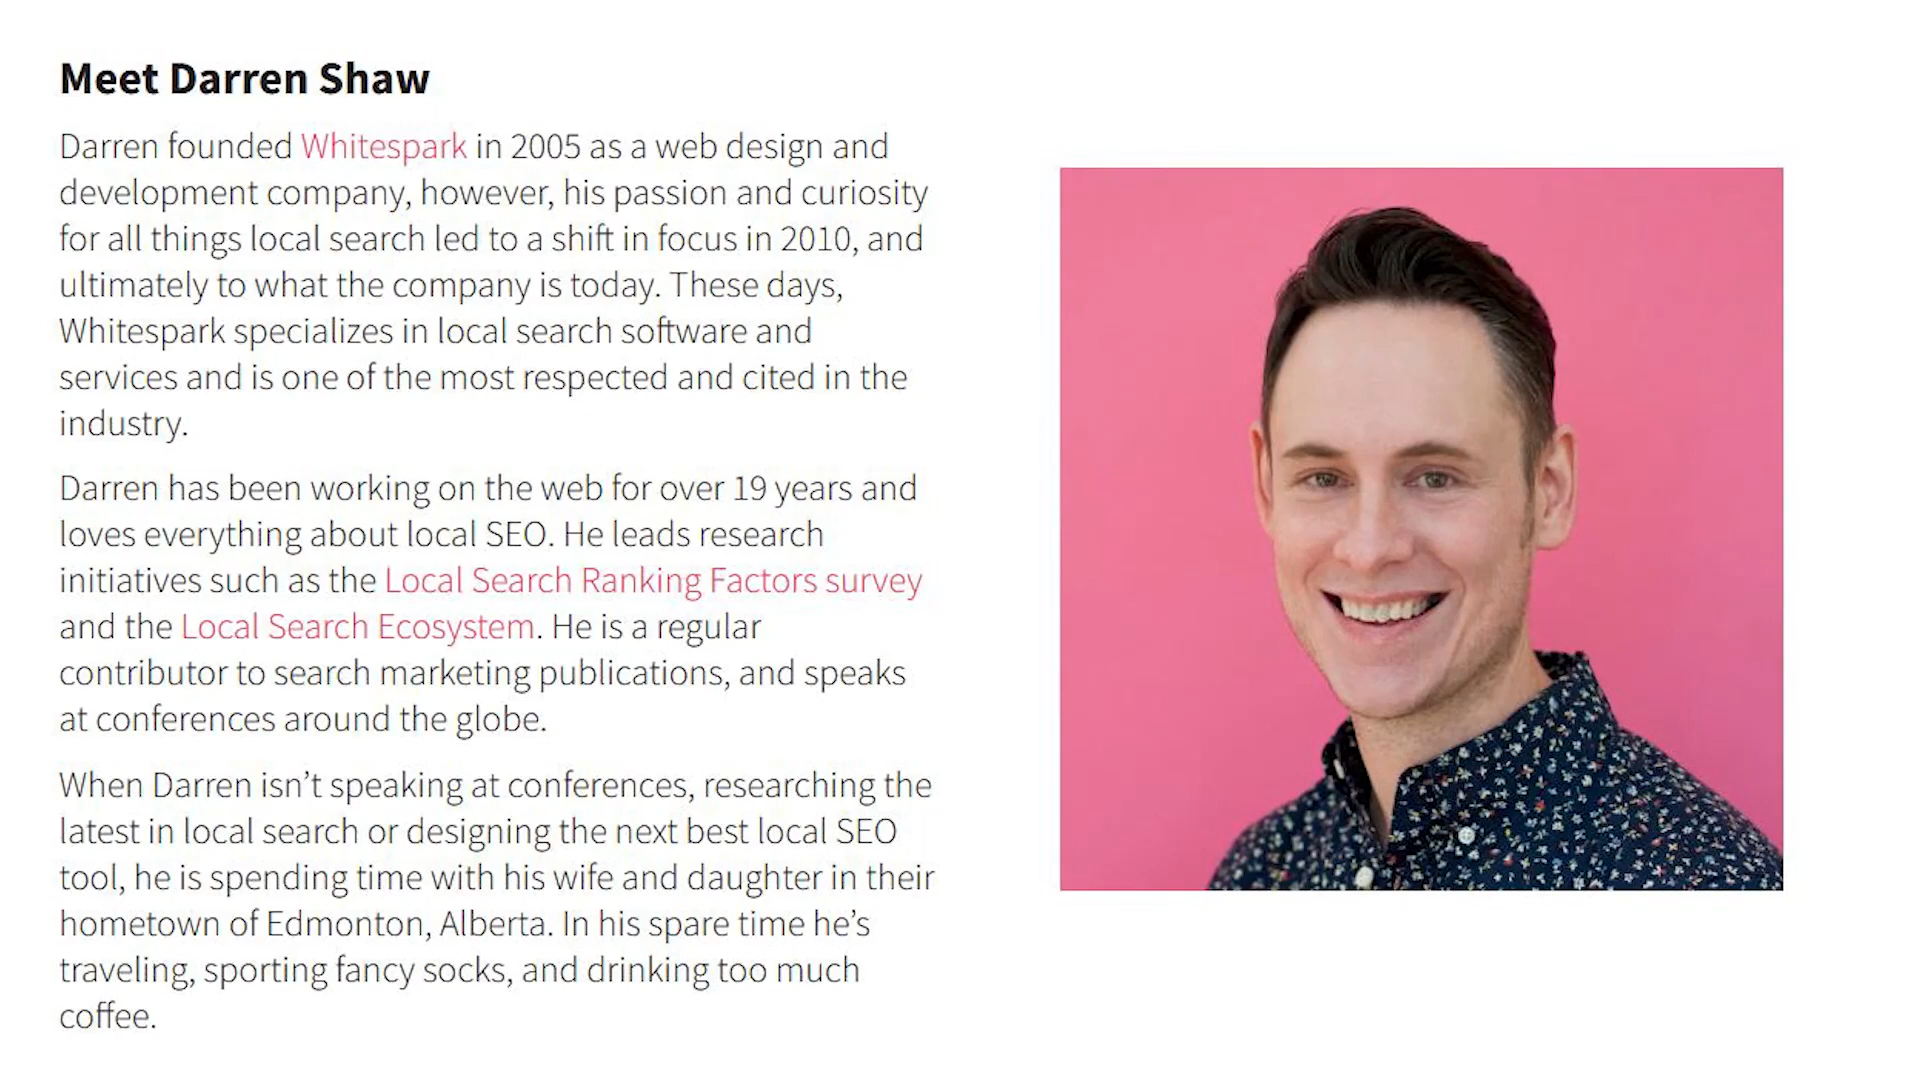 Meet Darren Shaw
Darren founded Whitespark in 2005 as a web design and
development company, however, his passion and curiosity
for all things local search led to a shift in focus in 2010, and
ultimately to what the company is today. These days,
Whitespark specializes in local search software and
services and is one of the most respected and cited in the
industry.
Darren has been working on the web for over 19 years and
loves everything about local SEO. He leads research
initiatives such as the Local Search Ranking Factors survey
and the Local Search Ecosystem. He is a regular
contributor to search marketing publications, and speaks
at conferences around the globe.
When Darren isn’t speaking at conferences, researching the
latest in local search or designing the next best local SEO
tool, he is spending time with his wife and daughter in their
hometown of Edmonton, Alberta. In his spare time he’s
traveling, sporting fancy socks, and drinking too much
coffee.